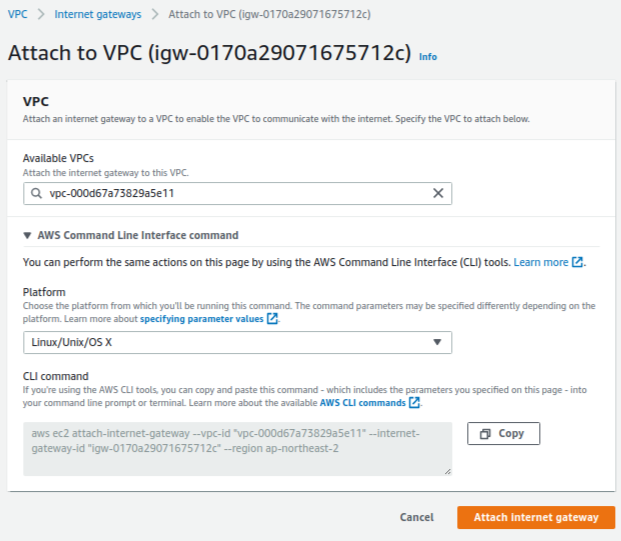 VPC > Internet gateways > Attach to VPC (igw-0170a29071675712c)
Attach to VPC (igw-0170a29071675712c) Info
VPC
Attach an internet gateway to a VPC to enable the VPC to communicate with the internet. Specify the VPC to attach below.
Available VPCs
Attach the internet gateway to this VPC.
vpc-000d67a73829a5e11
AWS Command Line Interface command
You can perform the same actions on this page by using the AWS Command Line Interface (CLI) tools. Learn more.
Platform
Choose the platform from which you'll be running this command. The command parameters may be specified differently depending on the
platform. Learn more about specifying parameter values.
Linux/Unix/OS X
CLI command
If you're using the AWS CLI tools, you can copy and paste this command - which includes the parameters you specified on this page - into
your command line prompt or terminal. Learn more about the available AWS CLI commands.
aws ec2 attach-internet-gateway --vpc-id "vpc-000d67a73829a5e11" --internet-
gateway-id "igw-0170a29071675712c" --region ap-northeast-2
Copy
Cancel
Attach internet gateway